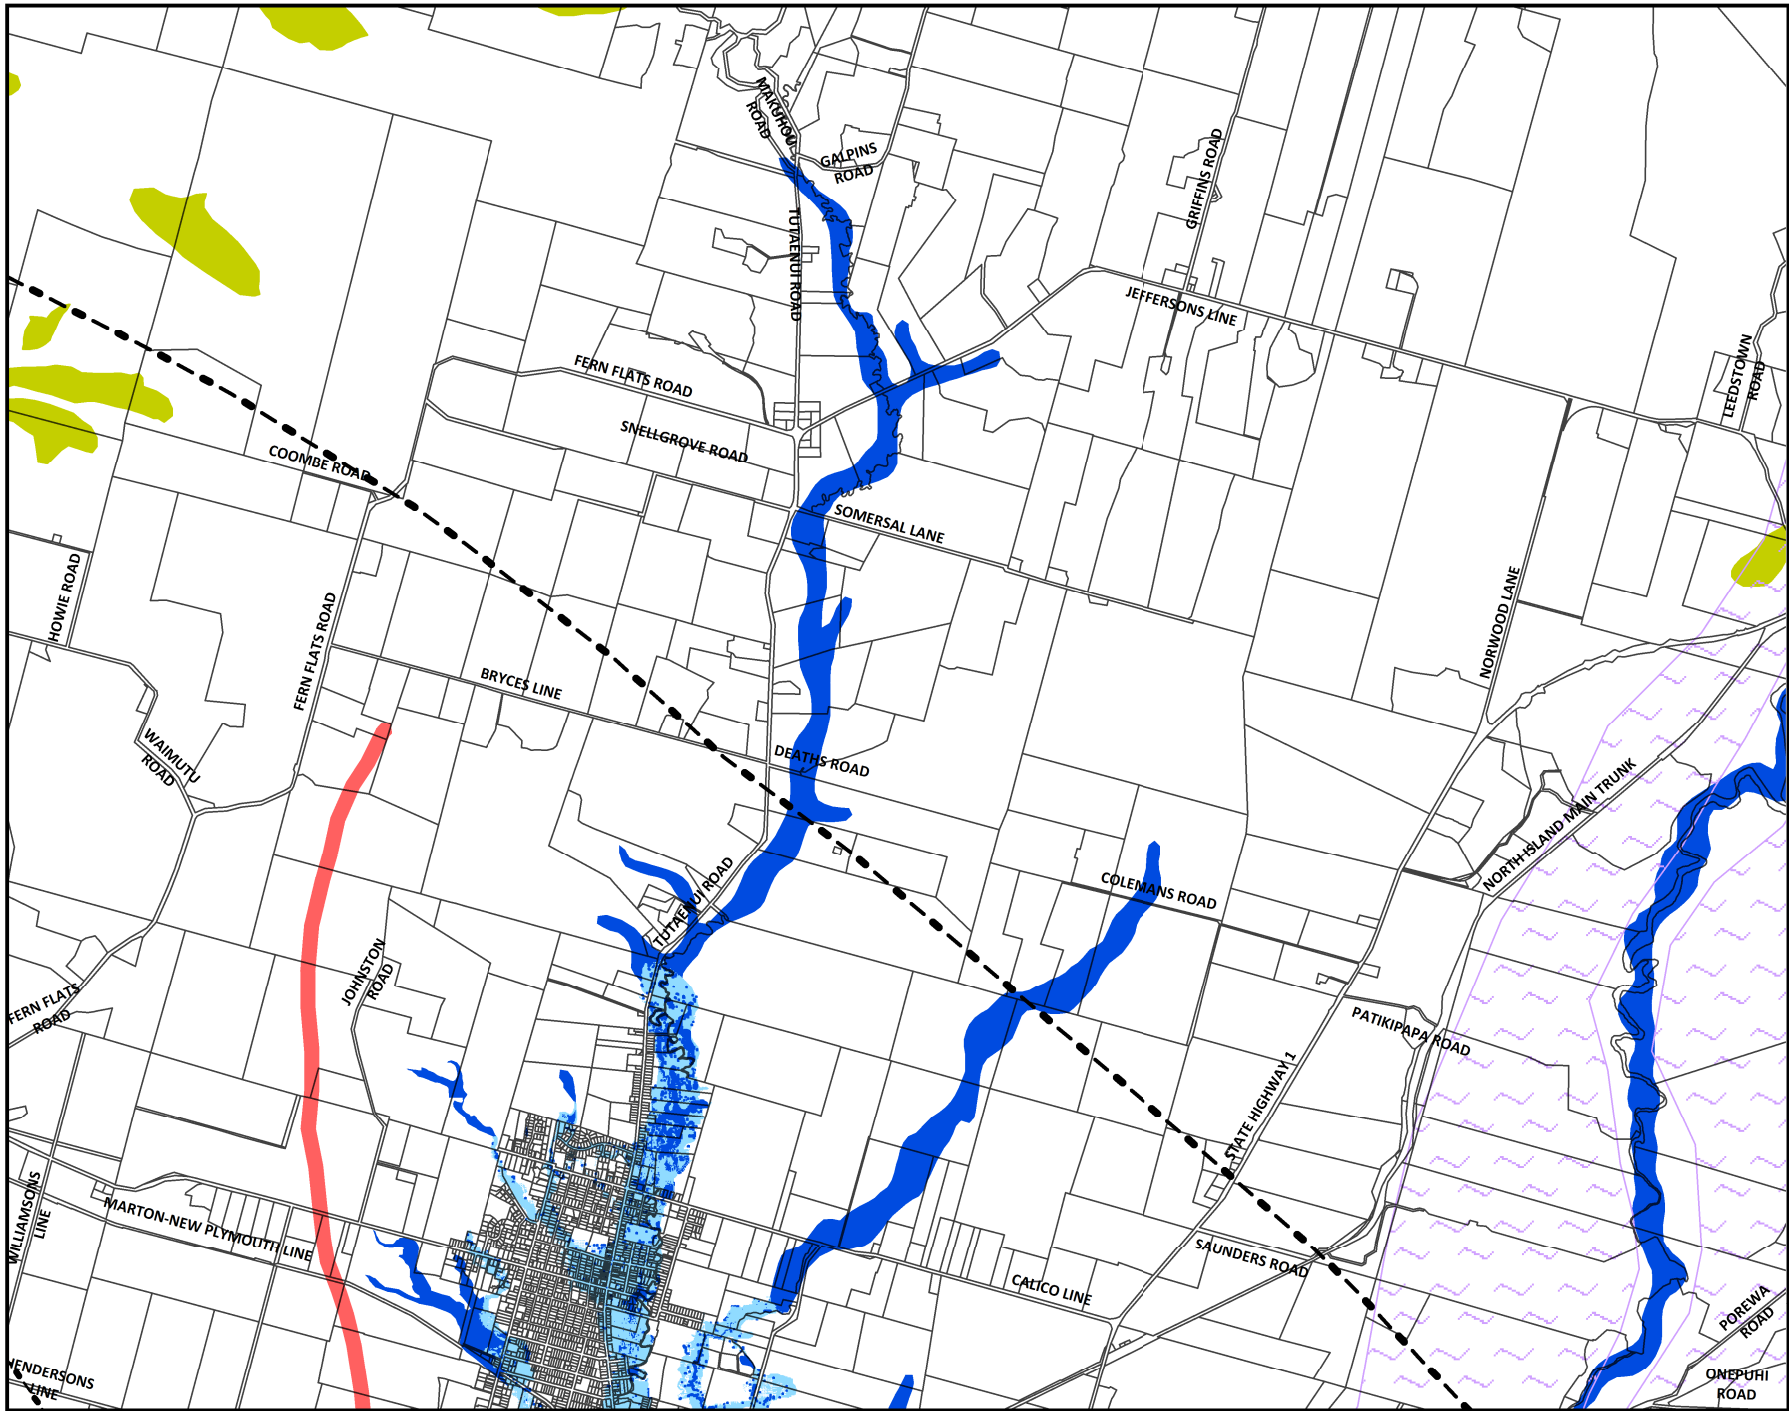 MAKUHOU
ROAD
GALPINS
ROAD
GRIFFINS ROAD
TUTAENUI ROAD
JEFFERSONS LINE
LEEDSTOWN
ROAD
FERN FLATS ROAD
SNELLGROVE ROAD
COOMBE ROAD
SOMERSAL LANE
HOWIE ROAD
FERN FLATS ROAD
NORWOOD LANE
BRYCES LINE
WAIMUTU
ROAD
DEATHS ROAD
NORTH ISLAND MAIN TRUNK
TUTAENUI ROAD
COLEMANS ROAD
JOHNSTON
ROAD
FERN FLATS
ROAD
PATIKIPAPA ROAD
STATE HIGHWAY 1
WILLIAMSONS
LINE
MARTON-NEW PLYMOUTH LINE
SAUNDERS ROAD
CALICO LINE
POREWA
ROAD
HENDERSONS
LINE
ONEPUHI
ROAD